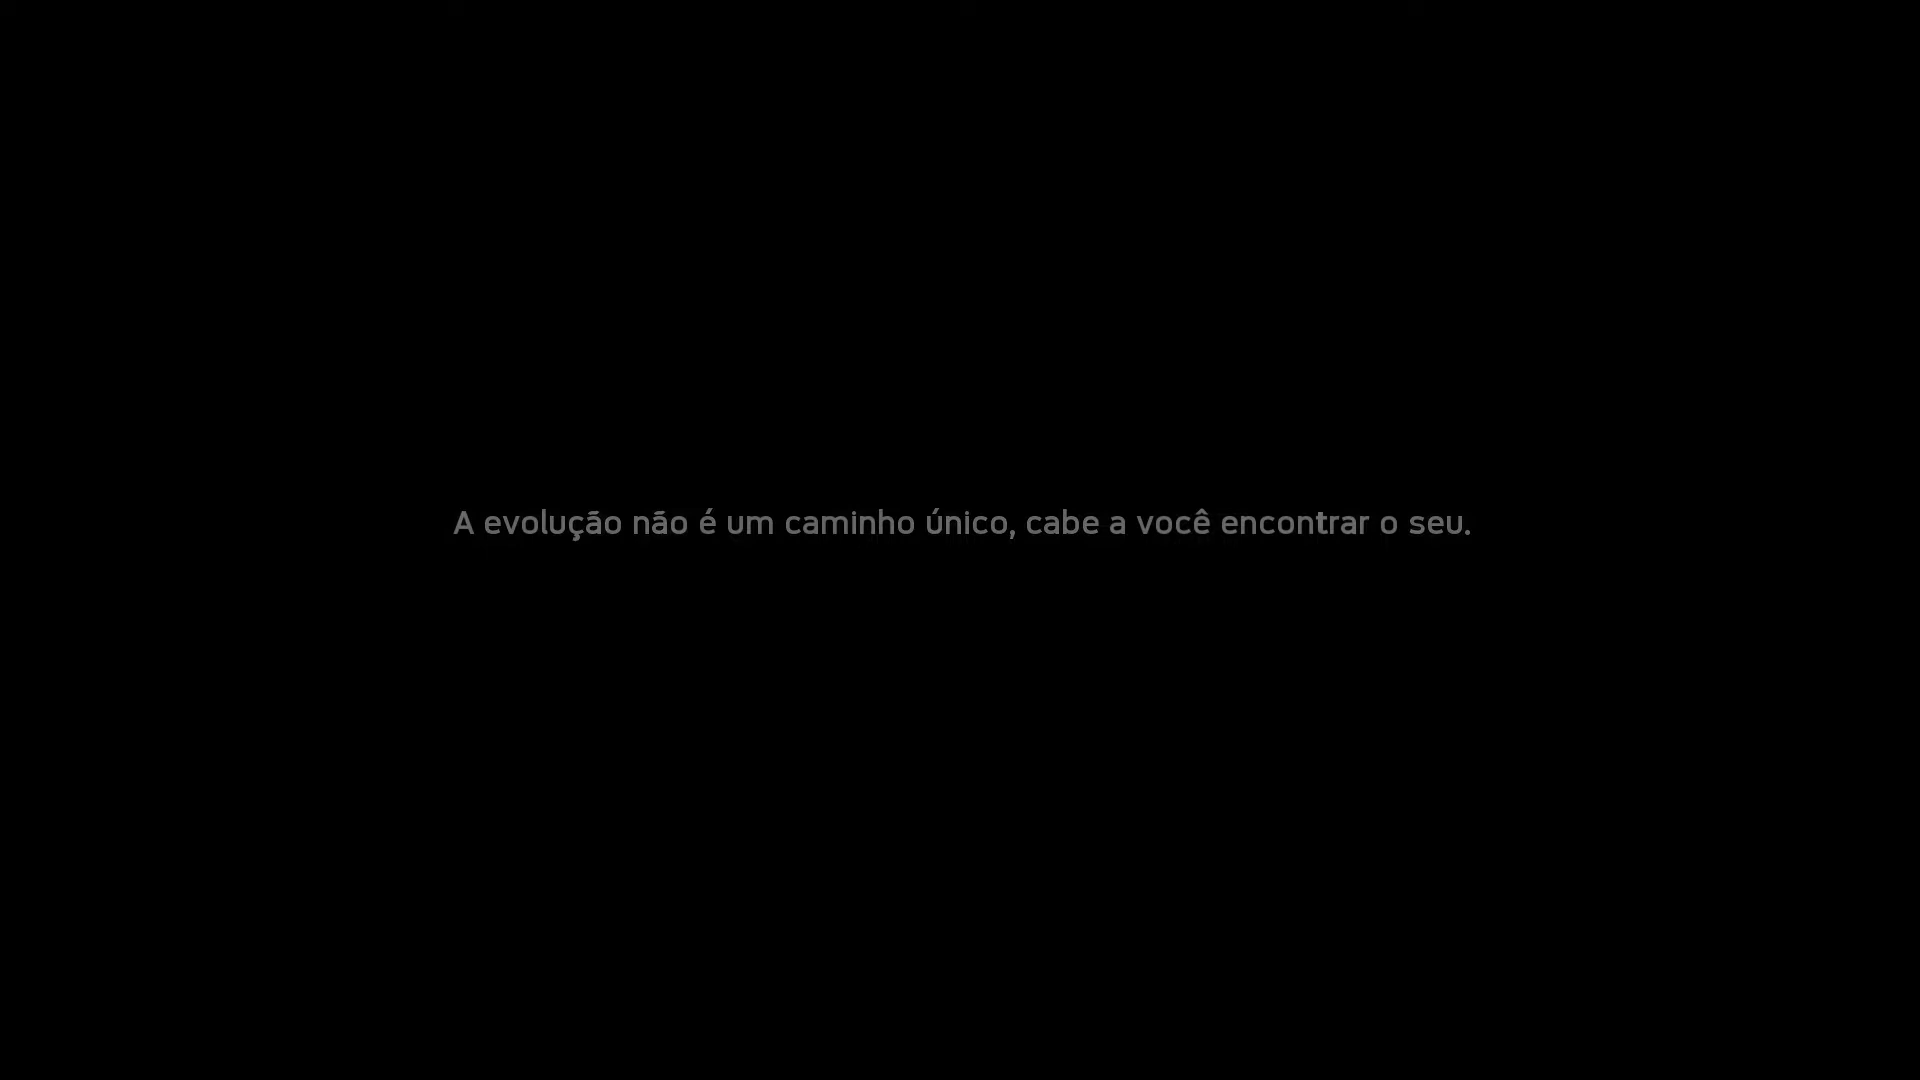 A evolução não é um caminho único, cabe a você encontrar o seu.